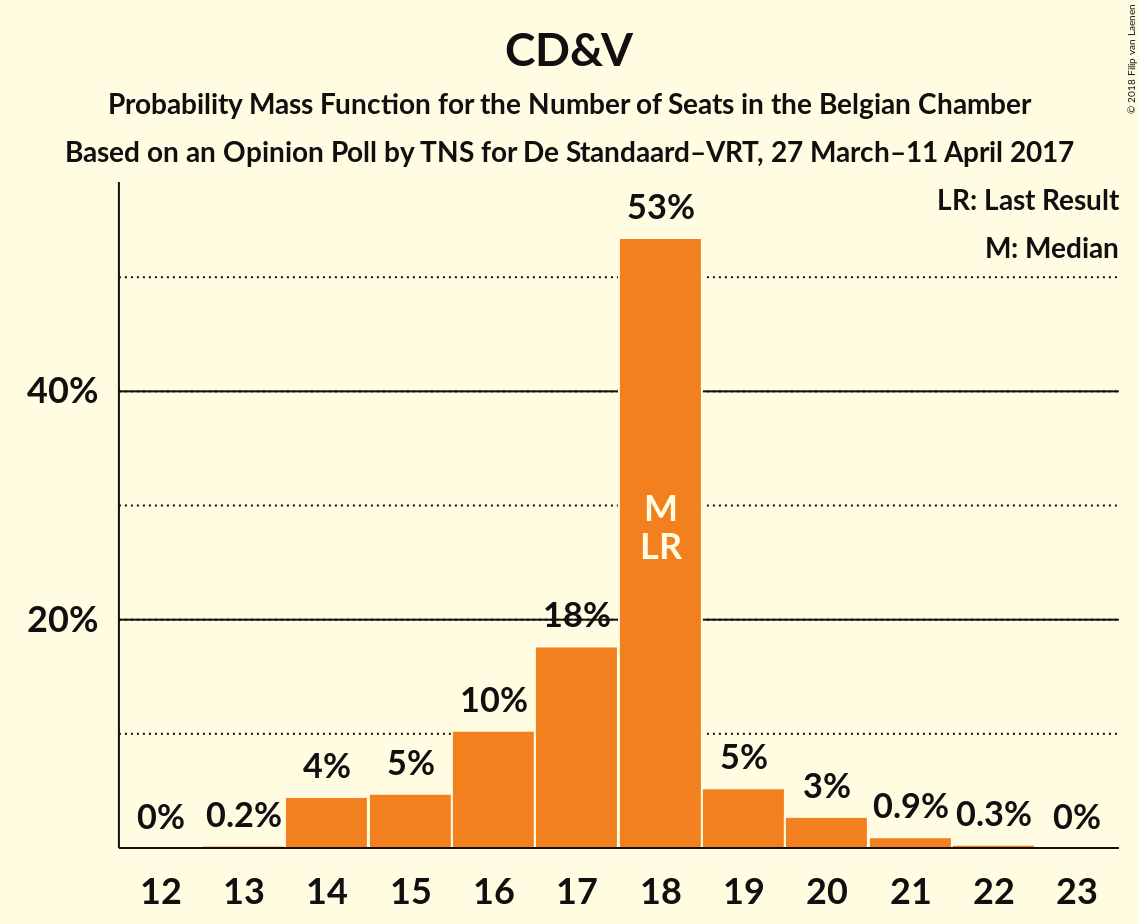 CD&V
Probability Mass Function for the Number of Seats in the Belgian Chamber
Based on an Opinion Poll by TNS for De Standaard–VRT, 27 March–11 April 2017
© 2018 Filip van Laenen
LR: Last Result
M: Median
40%
20%
0%
0.2%
4%
5%
10%
18%
53%
M
LR
5%
3%
0.9%
0.3%
0%
12 13 14 15 16 17 18 19 20 21 22 23